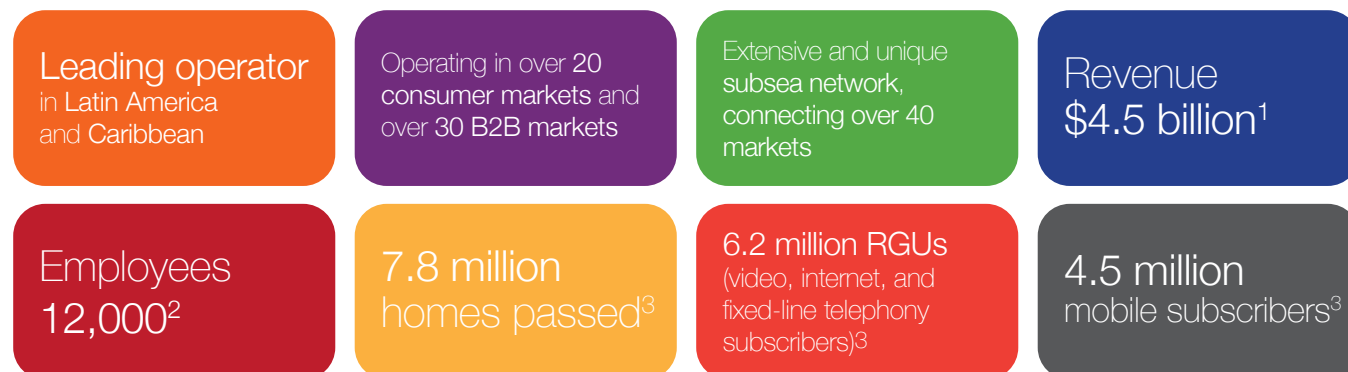 Leading operator
in Latin America
and Caribbean
Operating in over 20
consumer markets and
over 30 B2B markets
Extensive and unique
subsea network,
connecting over 40
markets
Revenue
$4.5 billion¹
Employees
12,000²
7.8 million
homes passed³
6.2 million RGUs
(video, internet, and
fixed-line telephony
subscribers)³
4.5 million
mobile subscribers³